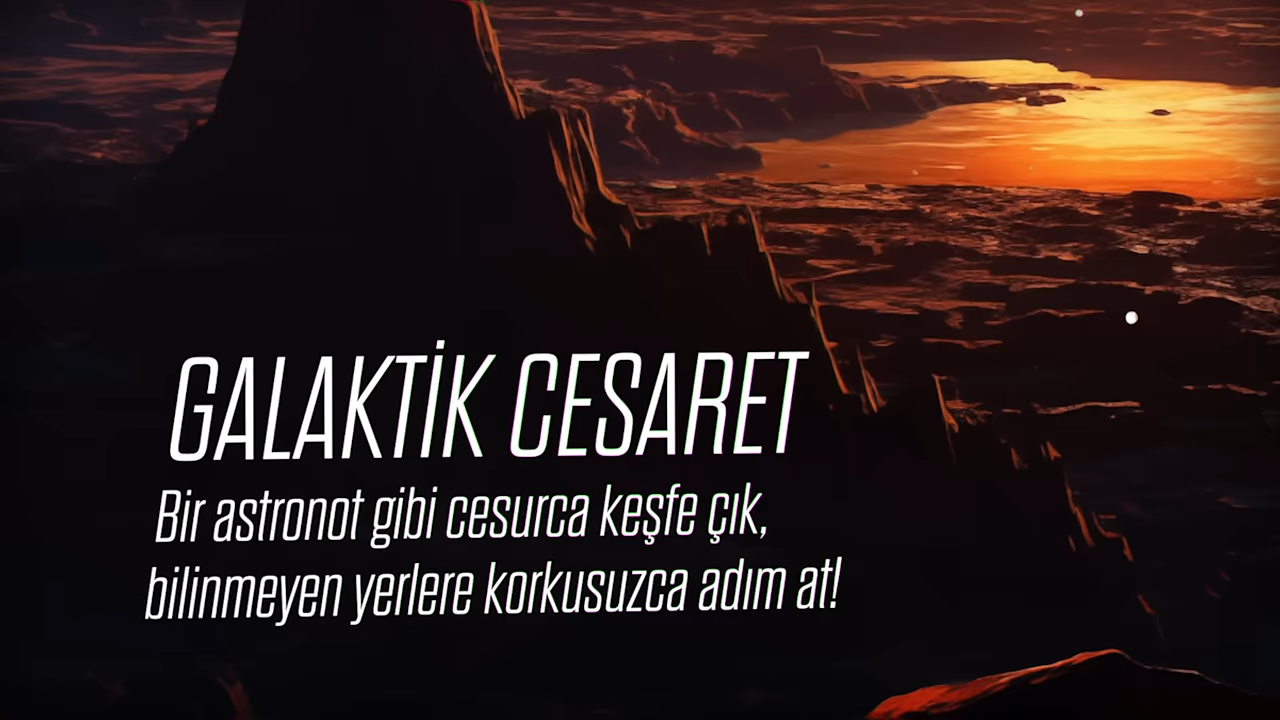 GALAKTİK CESARET
Bir astronot gibi cesurca keşfe çık,
bilinmeyen yerlere korkusuzca adım at!